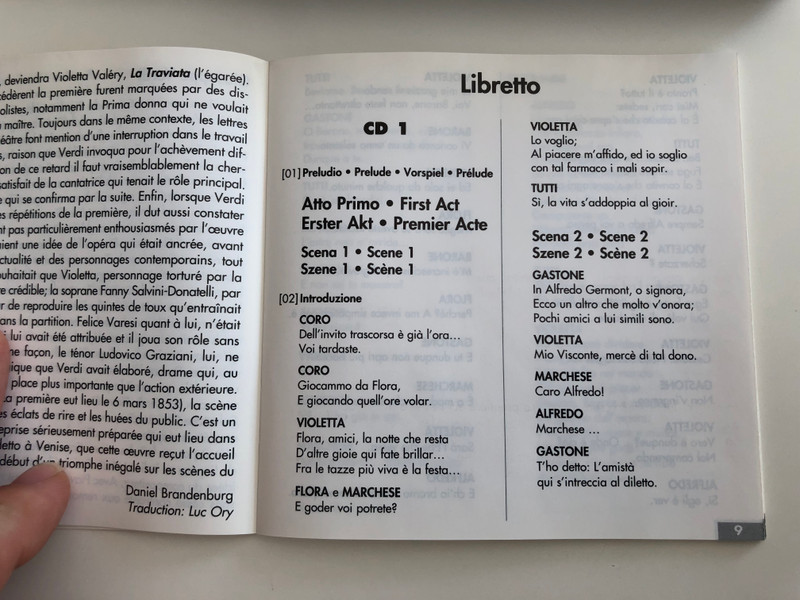 , deviendra Violetta Valéry, La Traviata (l'égarée).
cédèrent la première furent marquées par des dis-
olistes, notamment la Prima donna qui ne voulait
maître. Toujours dans le même contexte, les lettres
éâtre font mention d'une interruption dans le travail
s, raison que Verdi invoqua pour l'achèvement dif-
on de ce retard il faut vraisemblablement la cher-
satisfait de la cantatrice qui tenait le rôle principal.
e qui se confirma par la suite. Enfin, lorsque Verdi
es répétitions de la première, il dut aussi constater
nt pas particulièrement enthousiasmés par l'œuvre
ient une idée de l'opéra qui était ancrée, avant
ctualité et des personnages contemporains, tout
ouhaitait que Violetta, personnage torturé par la
e crédible; la soprane Fanny Salvini-Donatelli, par
r de reproduire les quintes de toux qu'entraînait
ans la partition. Felice Varesi quant à lui, n'était
i lui avait été attribuée et il joua son rôle sans
ne façon, le ténor Ludovico Graziani, lui, ne
ique que Verdi avait élaboré, drame qui, au
place plus importante que l'action extérieure.
a première eut lieu le 6 mars 1853), la scène
es éclats de rire et les huées du public. C'est un
eprise sérieusement préparée qui eut lieu dans
letto à Venise, que cette œuvre reçut l'accueil
début d'un triomphe inégalé sur les scènes du
Daniel Brandenburg
Traduction: Luc Ory
Libretto
CD 1
[01] Preludio • Prelude • Vorspiel • Prélude
Atto Primo • First Act
Erster Akt • Premier Acte
Scena 1 • Scene 1
Szene 1 • Scène 1
[02] Introduzione
CORO
Dell'invito trascorsa è già l'ora...
Voi tardaste.
CORO
Giocammo da Flora,
E giocando quell'ore volar.
VIOLETTA
Flora, amici, la notte che resta
D'altre gioie qui fate brillar...
Fra le tazze più viva è la festa...
FLORA e MARCHESE
E goder voi potrete?
VIOLETTA
Lo voglio;
Al piacere m'affido, ed io soglio
con tal farmaco i mali sopir.
TUTTI
Si, la vita s'addoppia al gioir.
Scena 2 • Scene 2
Szene 2 • Scène 2
GASTONE
In Alfredo Germont, o signora,
Ecco un altro che molto v'onora;
Pochi amici a lui simili sono.
VIOLETTA
Mio Visconte, mercè di tal dono.
MARCHESE
Caro Alfredo!
ALFREDO
Marchese ...
GASTONE
T'ho detto: L'amistà
qui s'intreccia al diletto.
9